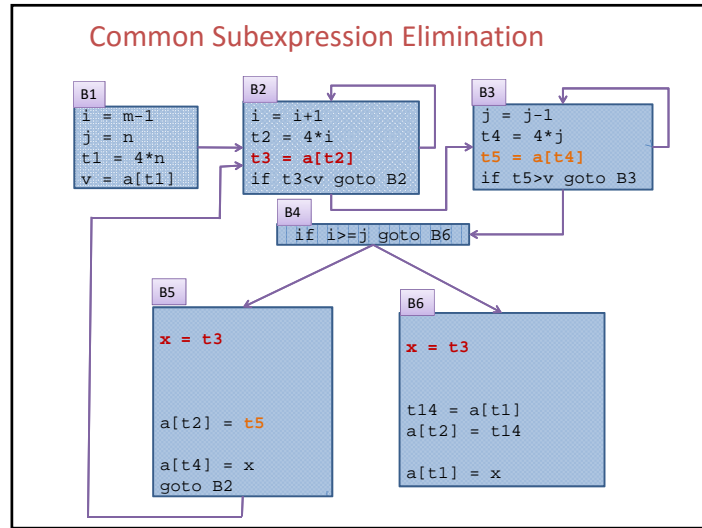 Common Subexpression Elimination
B1
i = m-1
j = n
t1 = 4*n
v = a[t1]
B2
i = i+1
t2 = 4*i
t3 = a[t2]
if t3<v goto B2
B3
j = j-1
t4 = 4*j
t5 = a[t4]
if t5>v goto B3
B4
if i>=j goto B6
B5
x = t3
a[t2] = t5
a[t4] = x
goto B2
B6
x = t3
t14 = a[t1]
a[t2] = t14
a[t1] = x